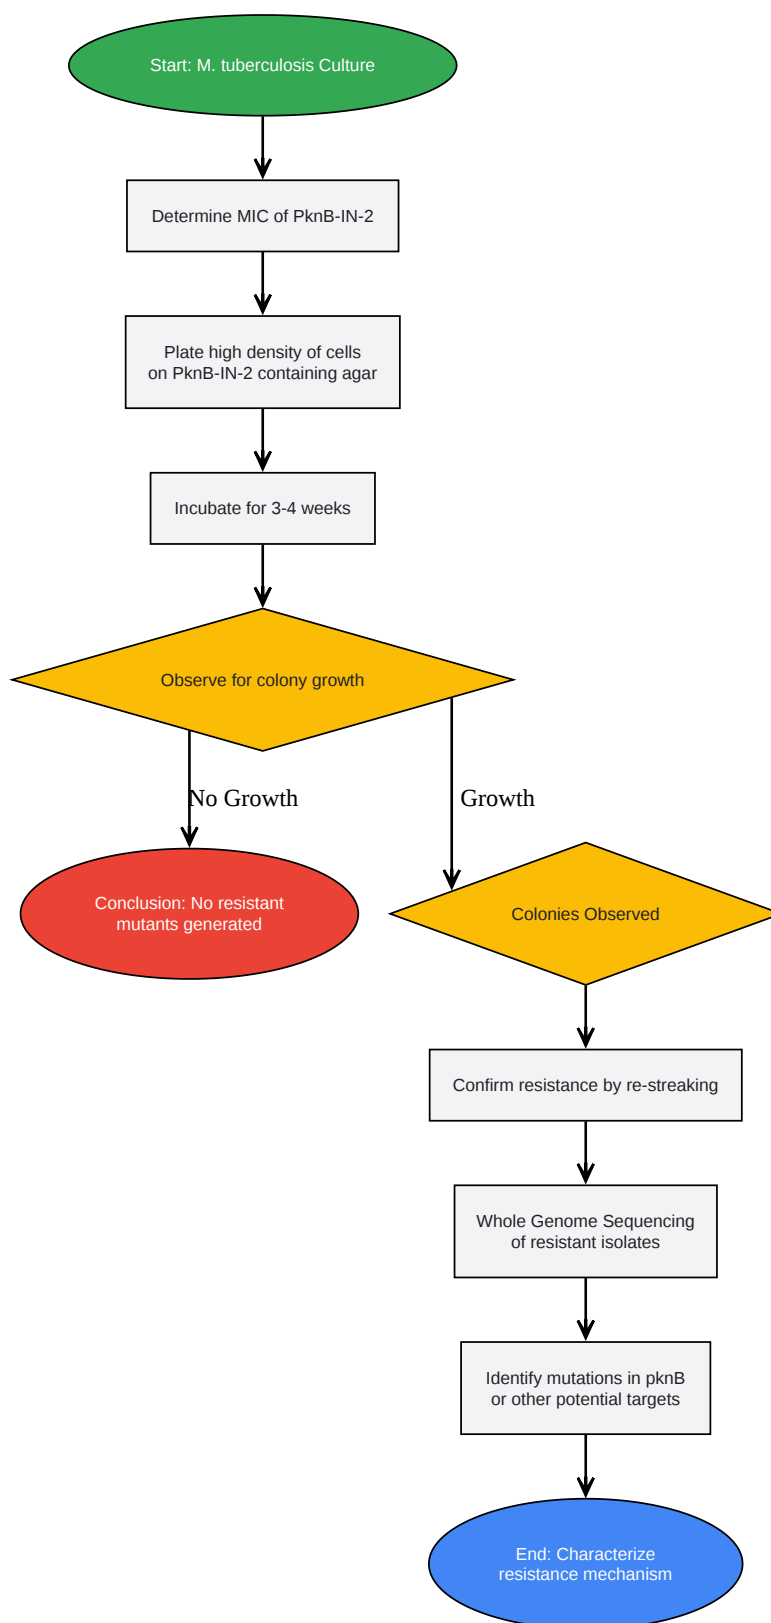 Start: M. tuberculosis Culture
Determine MIC of PknB-IN-2
Plate high density of cells
on PknB-IN-2 containing agar
Incubate for 3-4 weeks
Observe for colony growth
No Growth
Growth
Conclusion: No resistant
mutants generated
Colonies Observed
Confirm resistance by re-streaking
Whole Genome Sequencing
of resistant isolates
Identify mutations in pknB
or other potential targets
End: Characterize
resistance mechanism